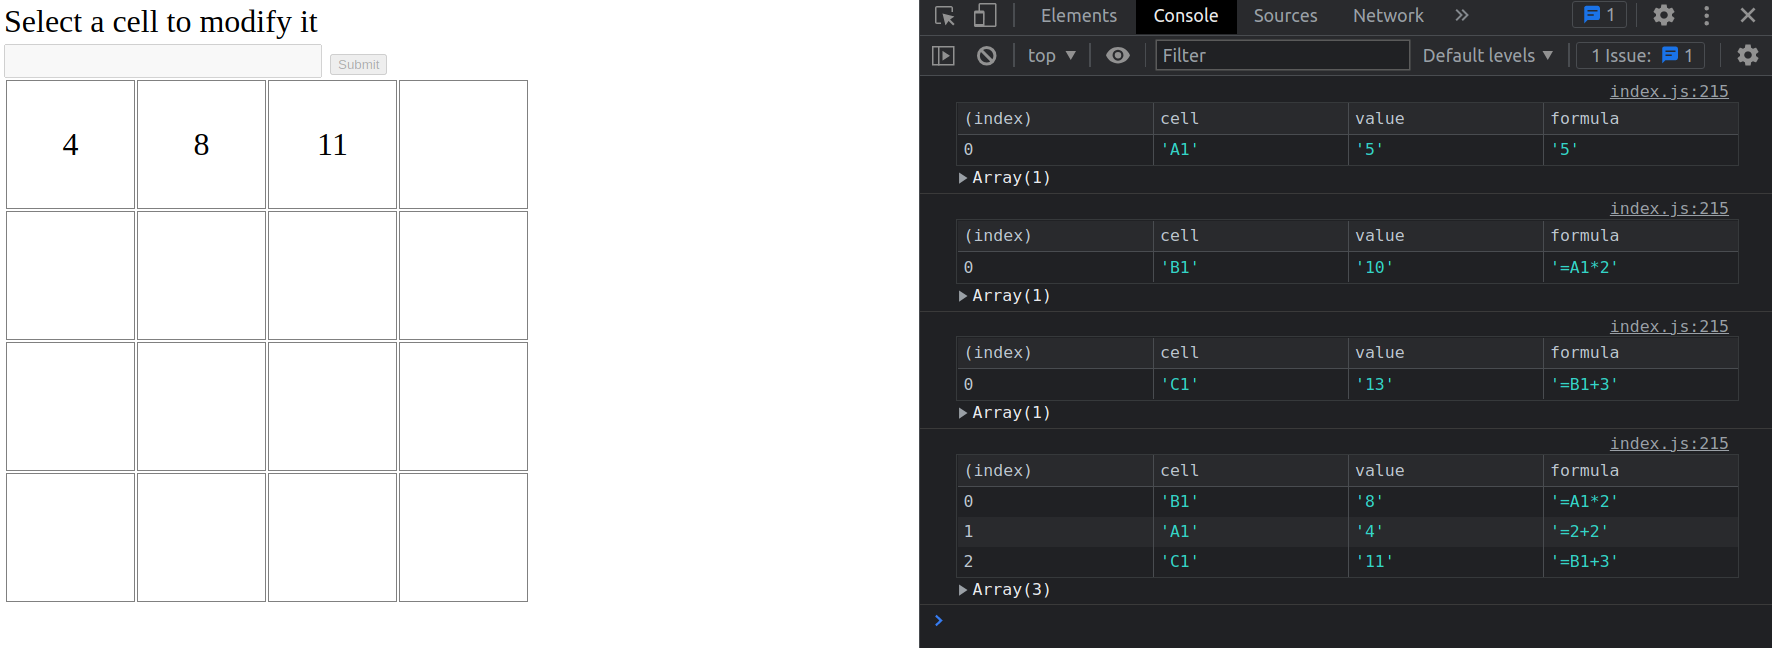 Select a cell to modify it
Submit
4 8 11
Elements Console Sources Network 1
top Filter Default levels 1 Issue: 1
index.js:215
(index) cell value formula
0 'A1' '5' '5'
Array(1)
index.js:215
(index) cell value formula
0 'B1' '10' '=A1*2'
Array(1)
index.js:215
(index) cell value formula
0 'C1' '13' '=B1+3'
Array(1)
index.js:215
(index) cell value formula
0 'B1' '8' '=A1*2'
1 'A1' '4' '=2+2'
2 'C1' '11' '=B1+3'
Array(3)